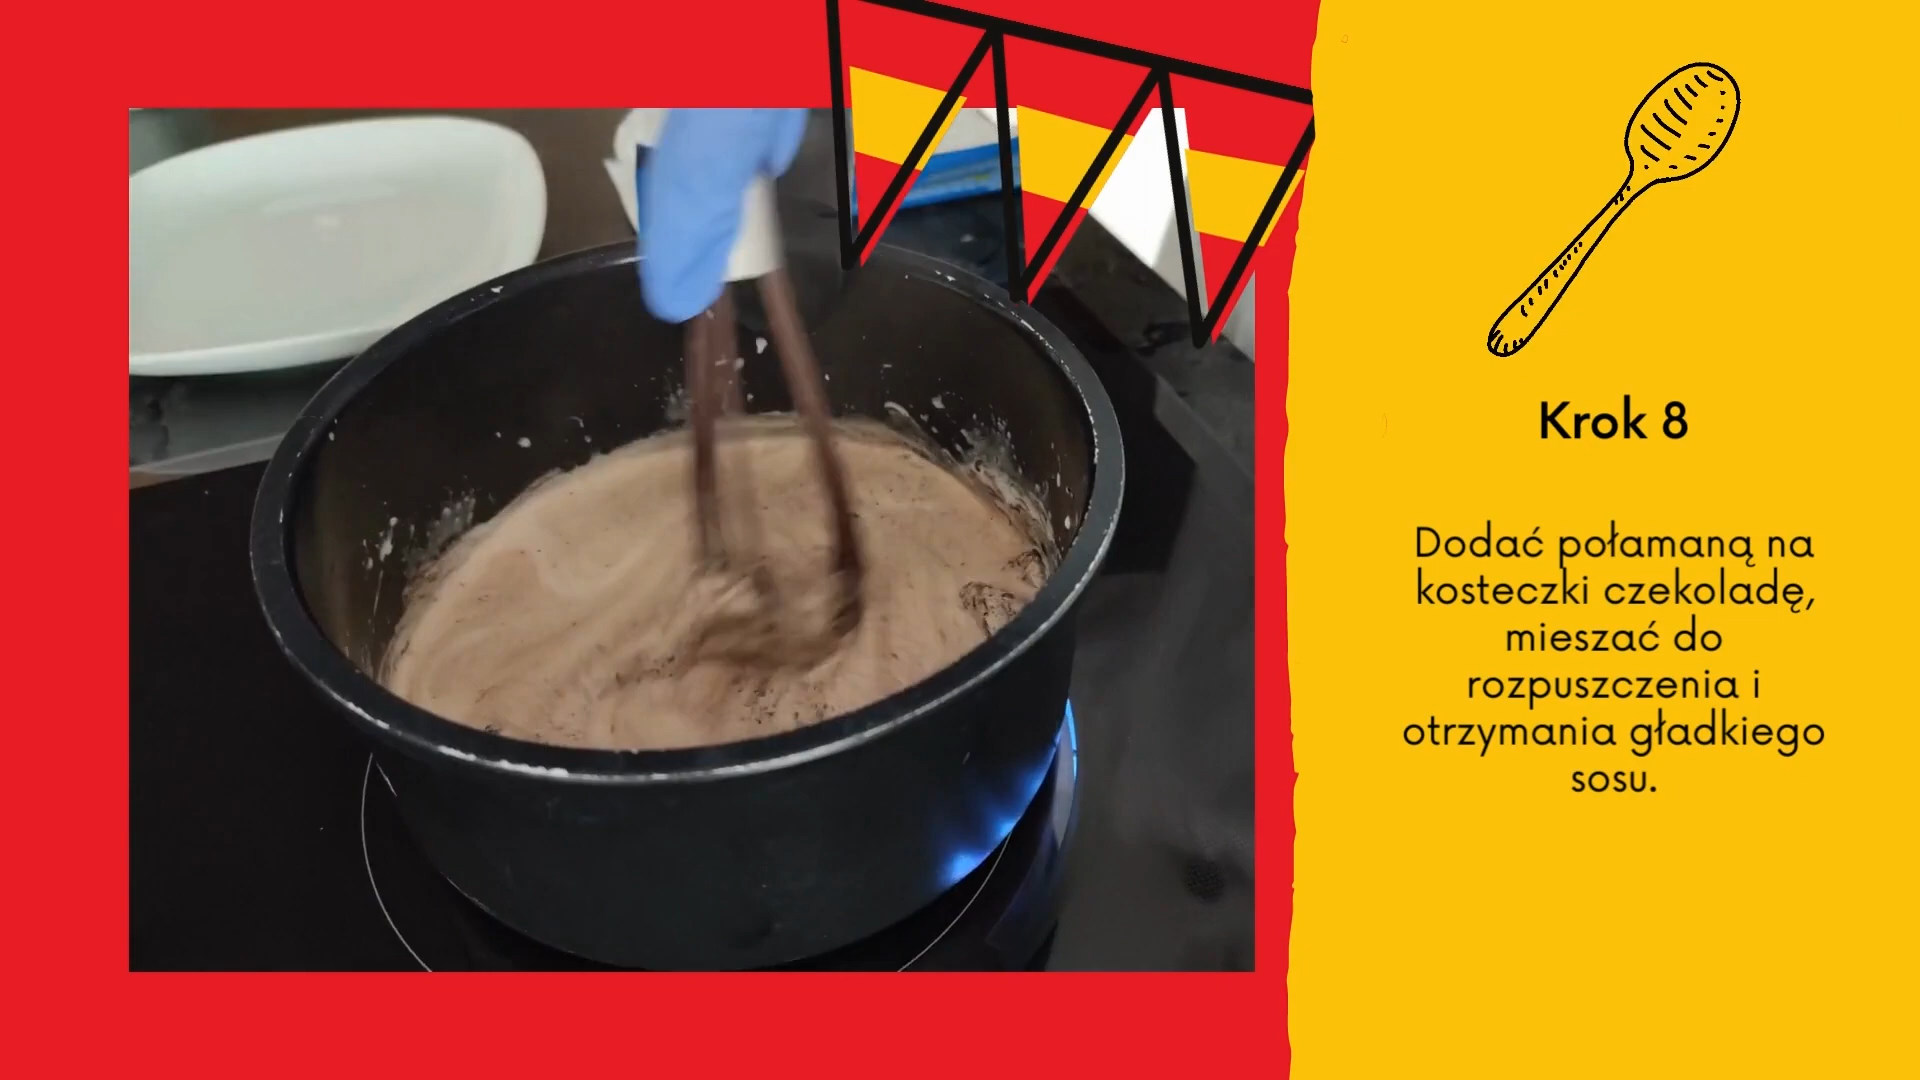 Krok 8
Dodać połamaną na
kosteczki czekoladę,
mieszać do
rozpuszczenia i
otrzymania gładkiego
sosu.